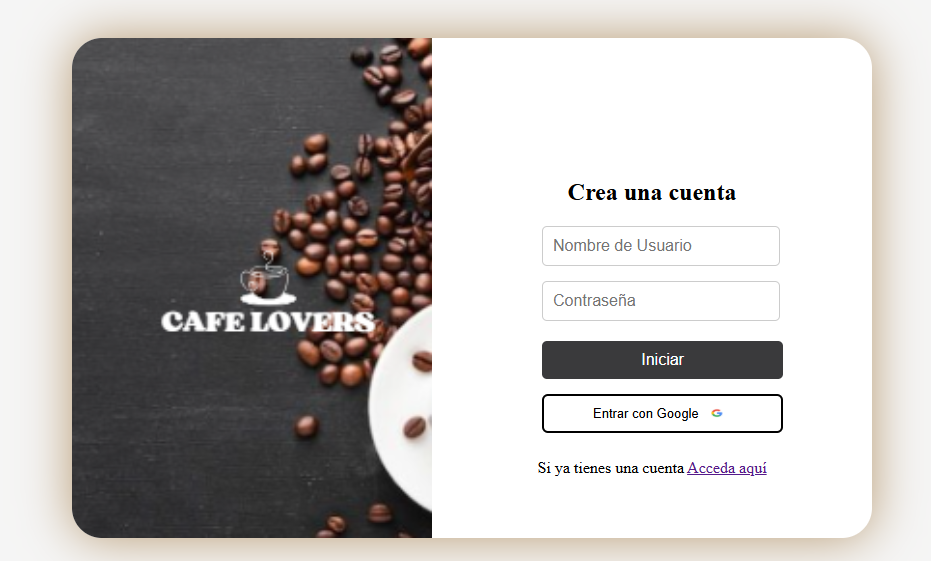 CAFE LOVERS
Crea una cuenta
Nombre de Usuario
Contraseña
Iniciar
Entrar con Google
Si ya tienes una cuenta Acceda aquí